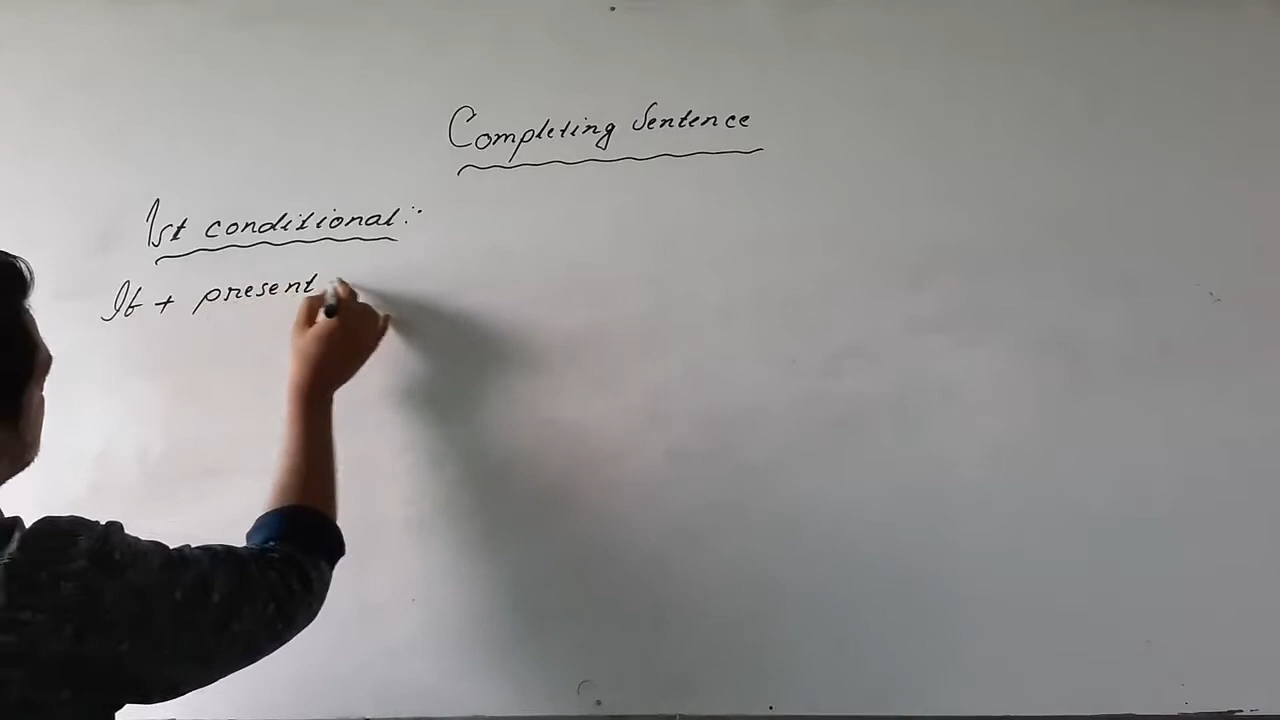 Completing Sentence
1st conditional:
If + present